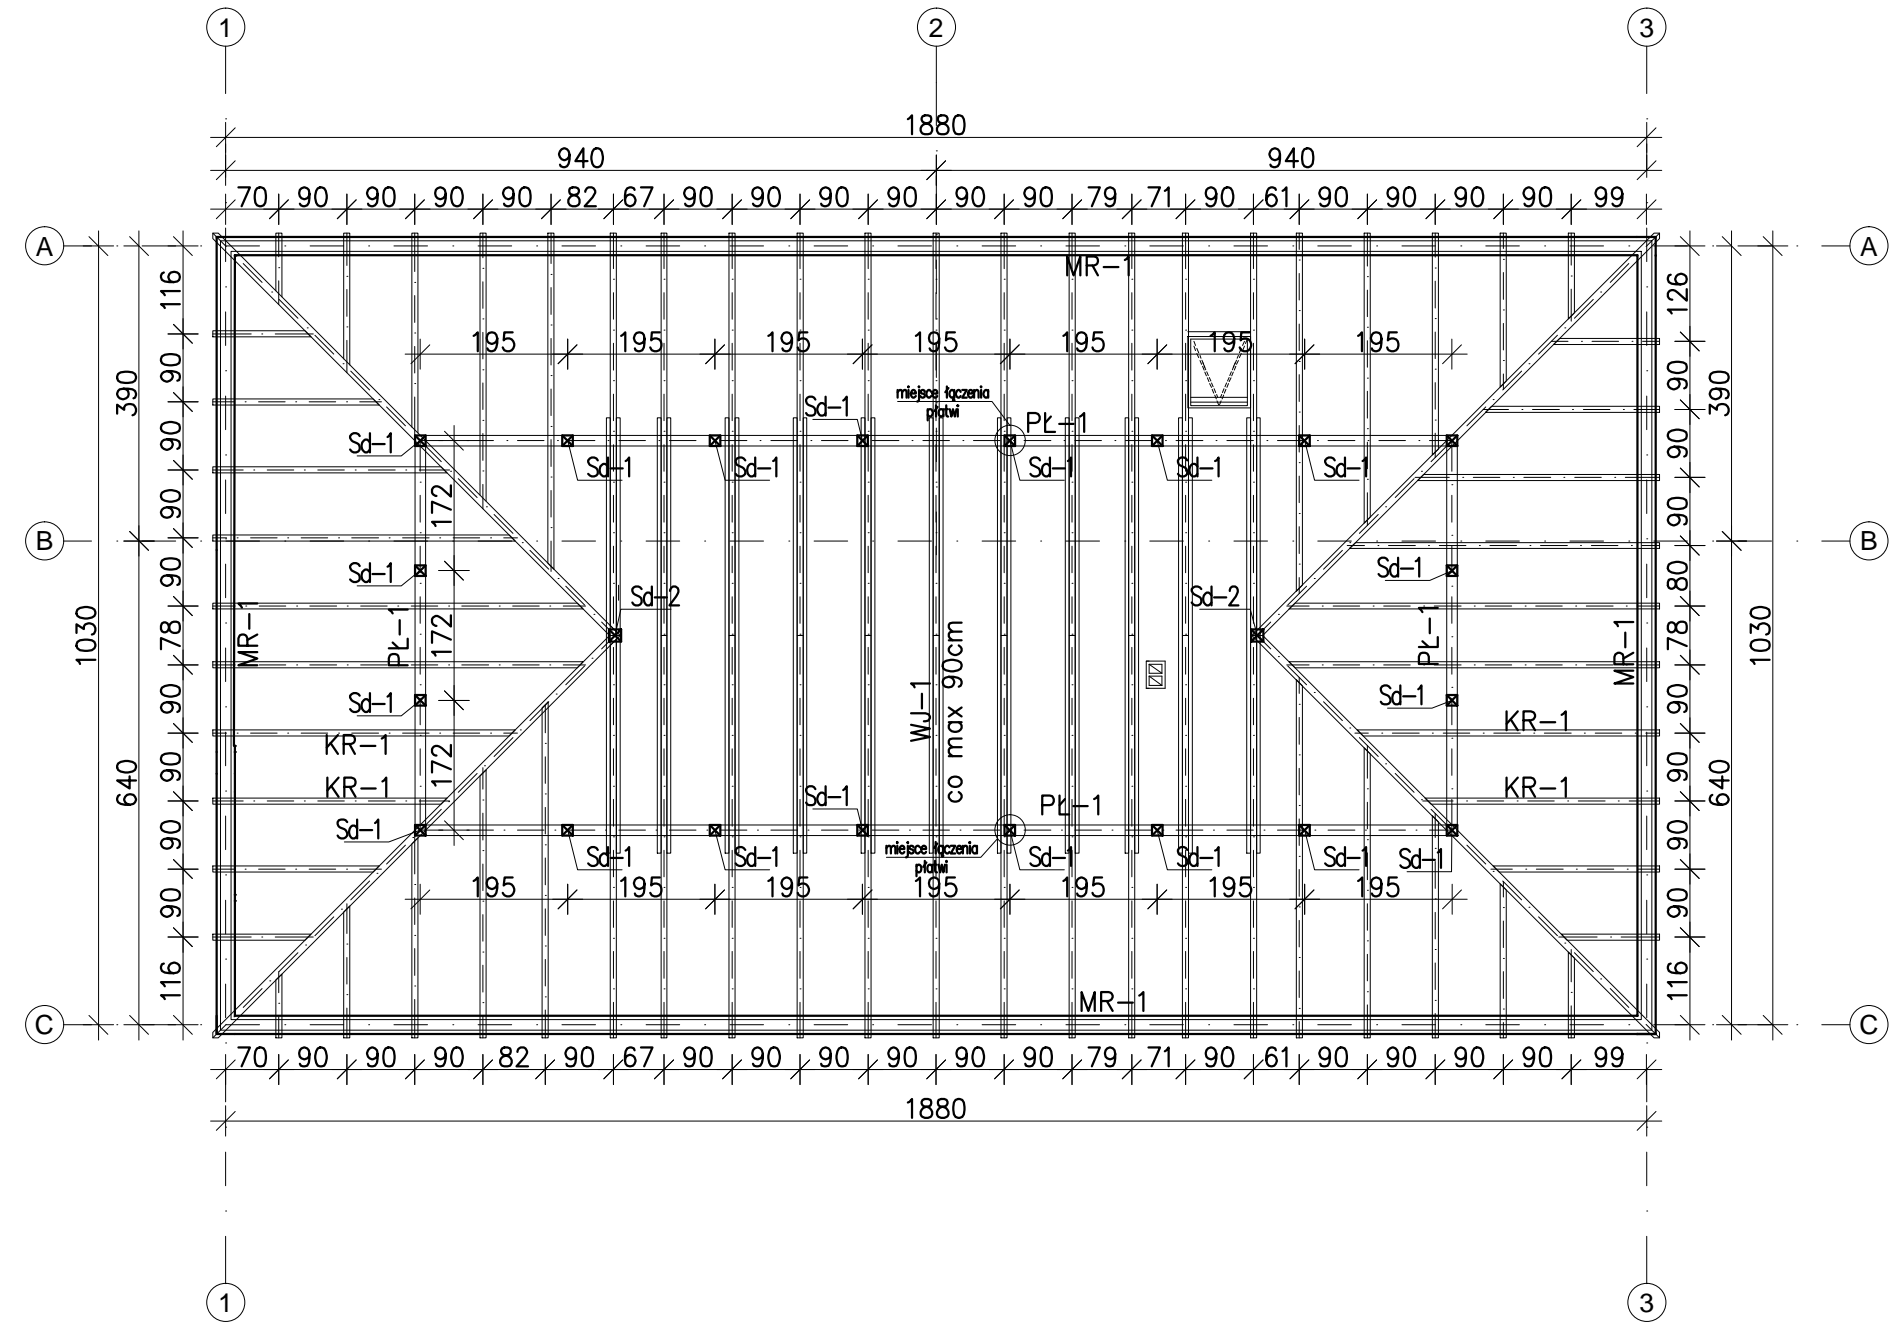 1 2 3
1880
940 940
70 90 90 90 90 82 67 90 90 90 90 90 90 79 71 90 61 90 90 90 90 99
A A
MR-1
116 126
195 195 195 195 195 195 195
90 90
390 390
miejsce łączenia
płatwi
Sd-1 PŁ-1
90 90
Sd-1
Sd-1 Sd-1 Sd-1 Sd-1 Sd-1
172
90 90
B B
Sd-1 Sd-1
90 80
Sd-2 Sd-2
1030 78 MR-1 PŁ-1 172 PŁ-1 MR-1 78 1030
Sd-1 Sd-1
WJ-1
co max 90cm
90 90
KR-1 KR-1
172
640 90 90 640
KR-1 KR-1
Sd-1 PŁ-1
Sd-1
90 90
miejsce łączenia
płatwi
Sd-1 Sd-1 Sd-1 Sd-1 Sd-1 Sd-1
195 195 195 195 195 195 195
90 90
116 116
MR-1
C C
70 90 90 90 82 90 67 90 90 90 90 90 90 79 71 90 61 90 90 90 90 99
1880
1 3